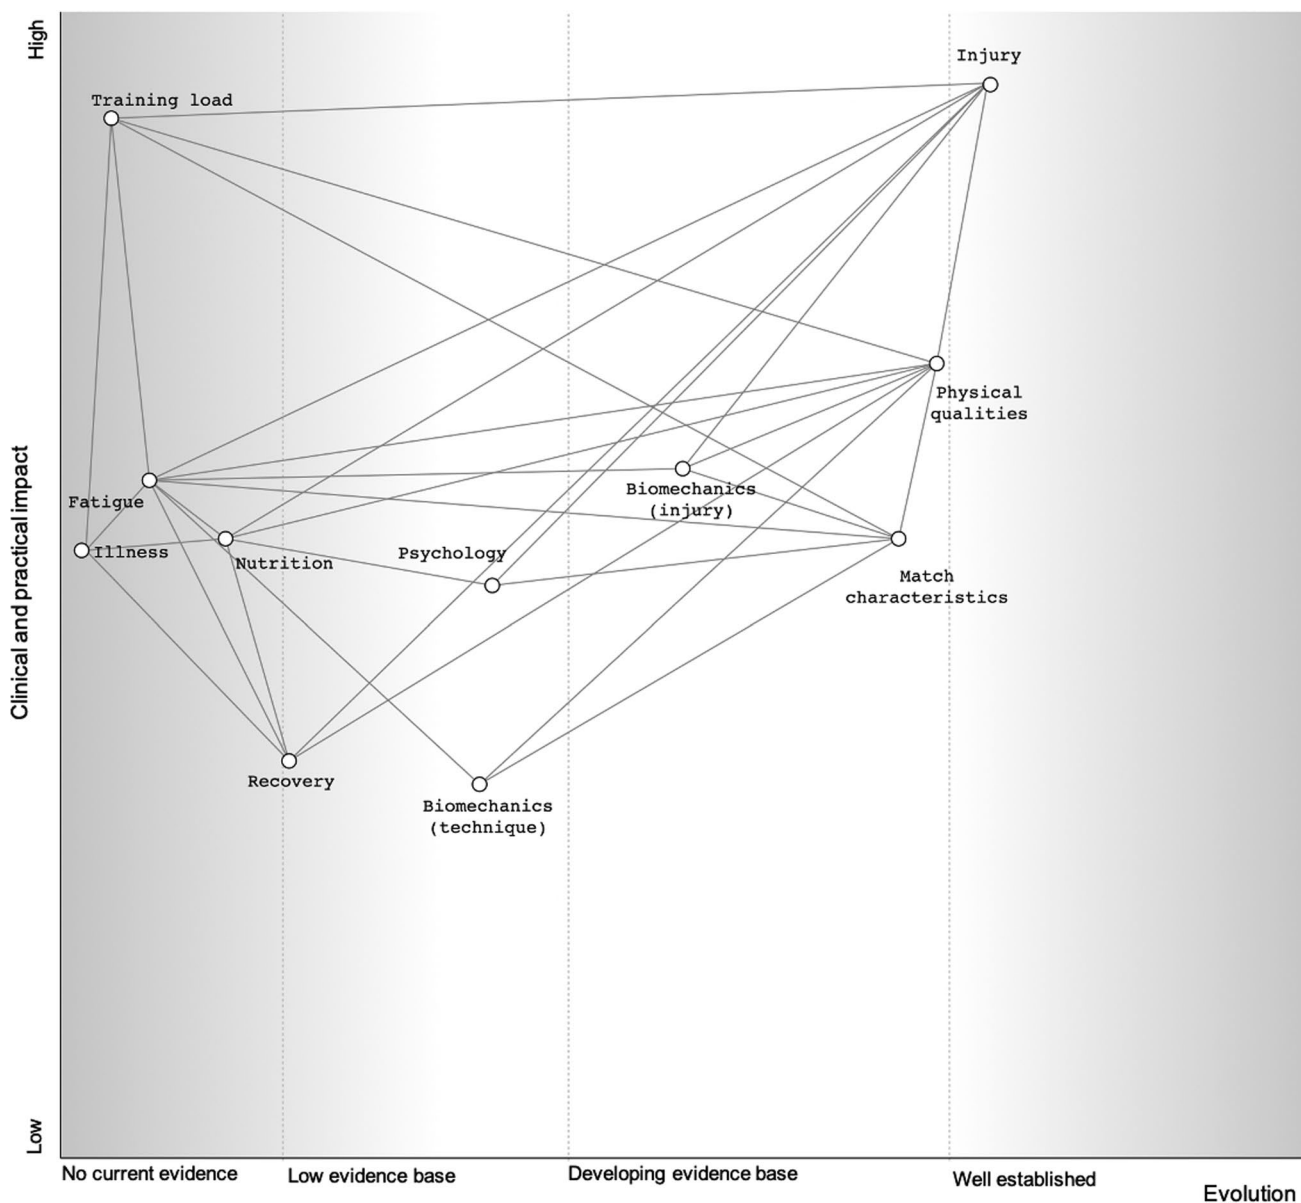 High
Injury
Training load
Physical
qualities
Biomechanics
(injury)
Fatigue
Illness
Nutrition
Psychology
Match
characteristics
Clinical and practical impact
Recovery
Biomechanics
(technique)
Low
No current evidence
Low evidence base
Developing evidence base
Well established
Evolution